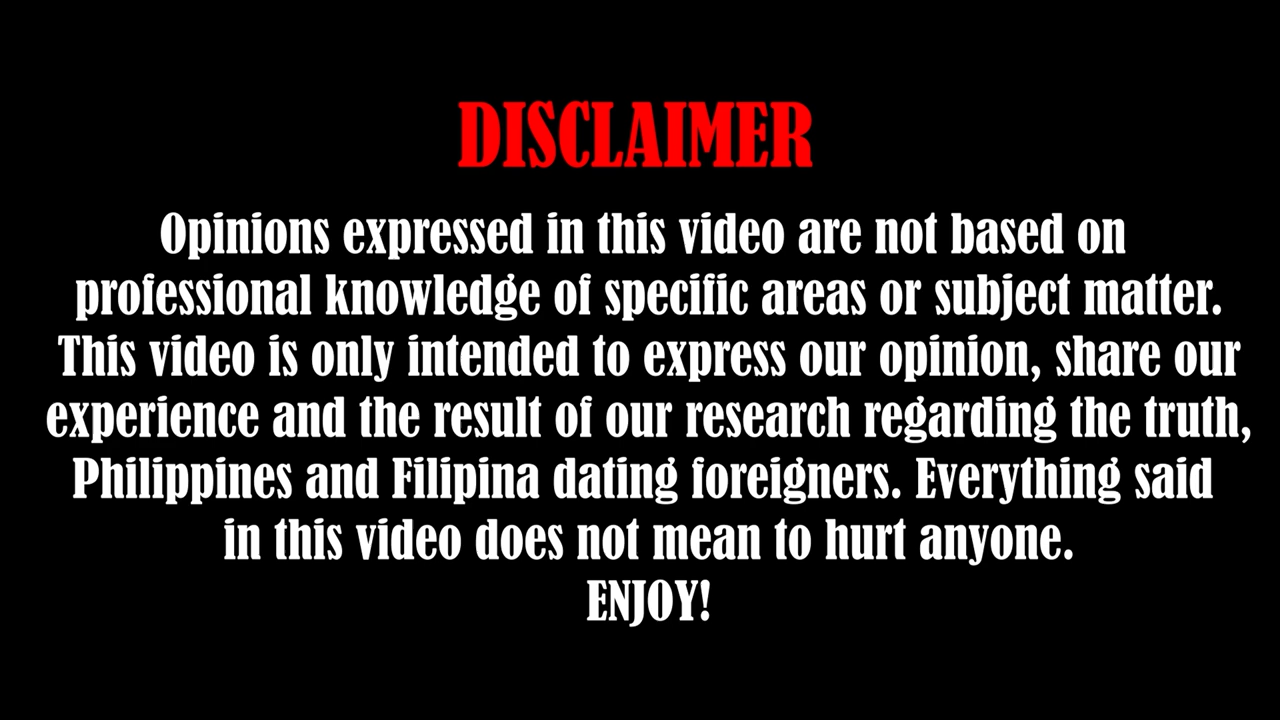 DISCLAIMER
Opinions expressed in this video are not based on
professional knowledge of specific areas or subject matter.
This video is only intended to express our opinion, share our
experience and the result of our research regarding the truth,
Philippines and Filipina dating foreigners. Everything said
in this video does not mean to hurt anyone.
ENJOY!